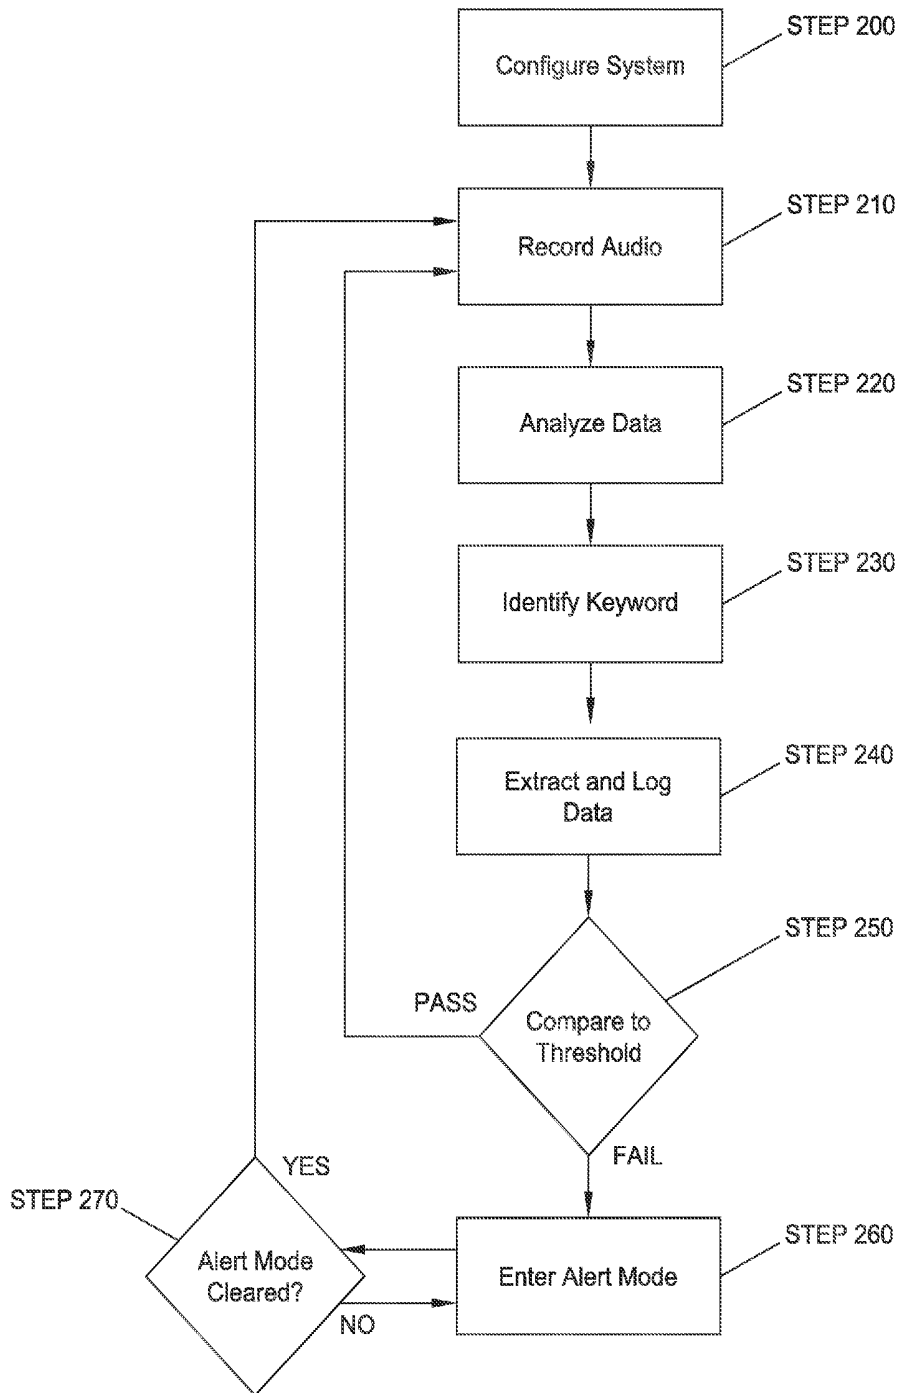 STEP 200
Configure System
STEP 210
Record Audio
STEP 220
Analyze Data
STEP 230
Identify Keyword
STEP 240
Extract and Log
Data
STEP 250
PASS
Compare to
Threshold
FAIL
YES
STEP 270
Alert Mode
Cleared?
NO
STEP 260
Enter Alert Mode